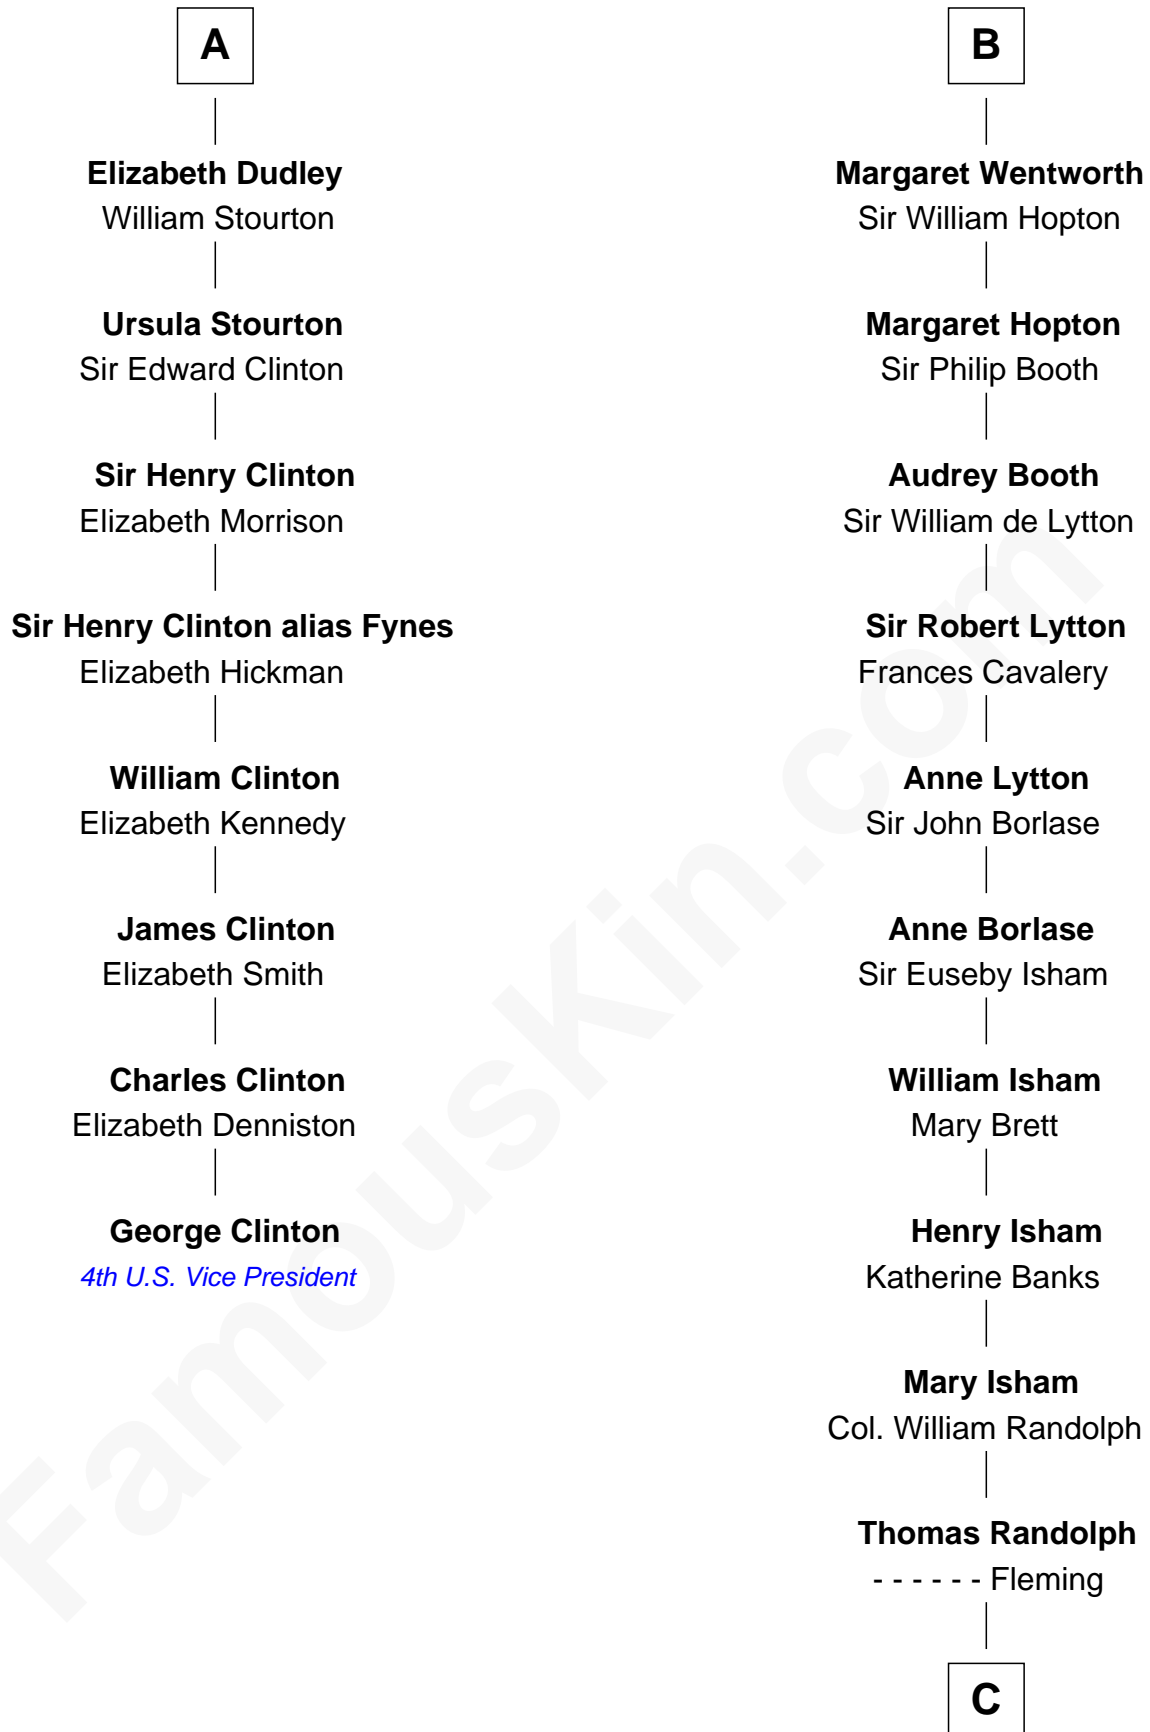 A
Elizabeth Dudley
William Stourton
Ursula Stourton
Sir Edward Clinton
Sir Henry Clinton
Elizabeth Morrison
Sir Henry Clinton alias Fynes
Elizabeth Hickman
William Clinton
Elizabeth Kennedy
James Clinton
Elizabeth Smith
Charles Clinton
Elizabeth Denniston
George Clinton
4th U.S. Vice President
B
Margaret Wentworth
Sir William Hopton
Margaret Hopton
Sir Philip Booth
Audrey Booth
Sir William de Lytton
Sir Robert Lytton
Frances Cavalery
Anne Lytton
Sir John Borlase
Anne Borlase
Sir Euseby Isham
William Isham
Mary Brett
Henry Isham
Katherine Banks
Mary Isham
Col. William Randolph
Thomas Randolph
- - - - - - Fleming
C
FamousKin.com